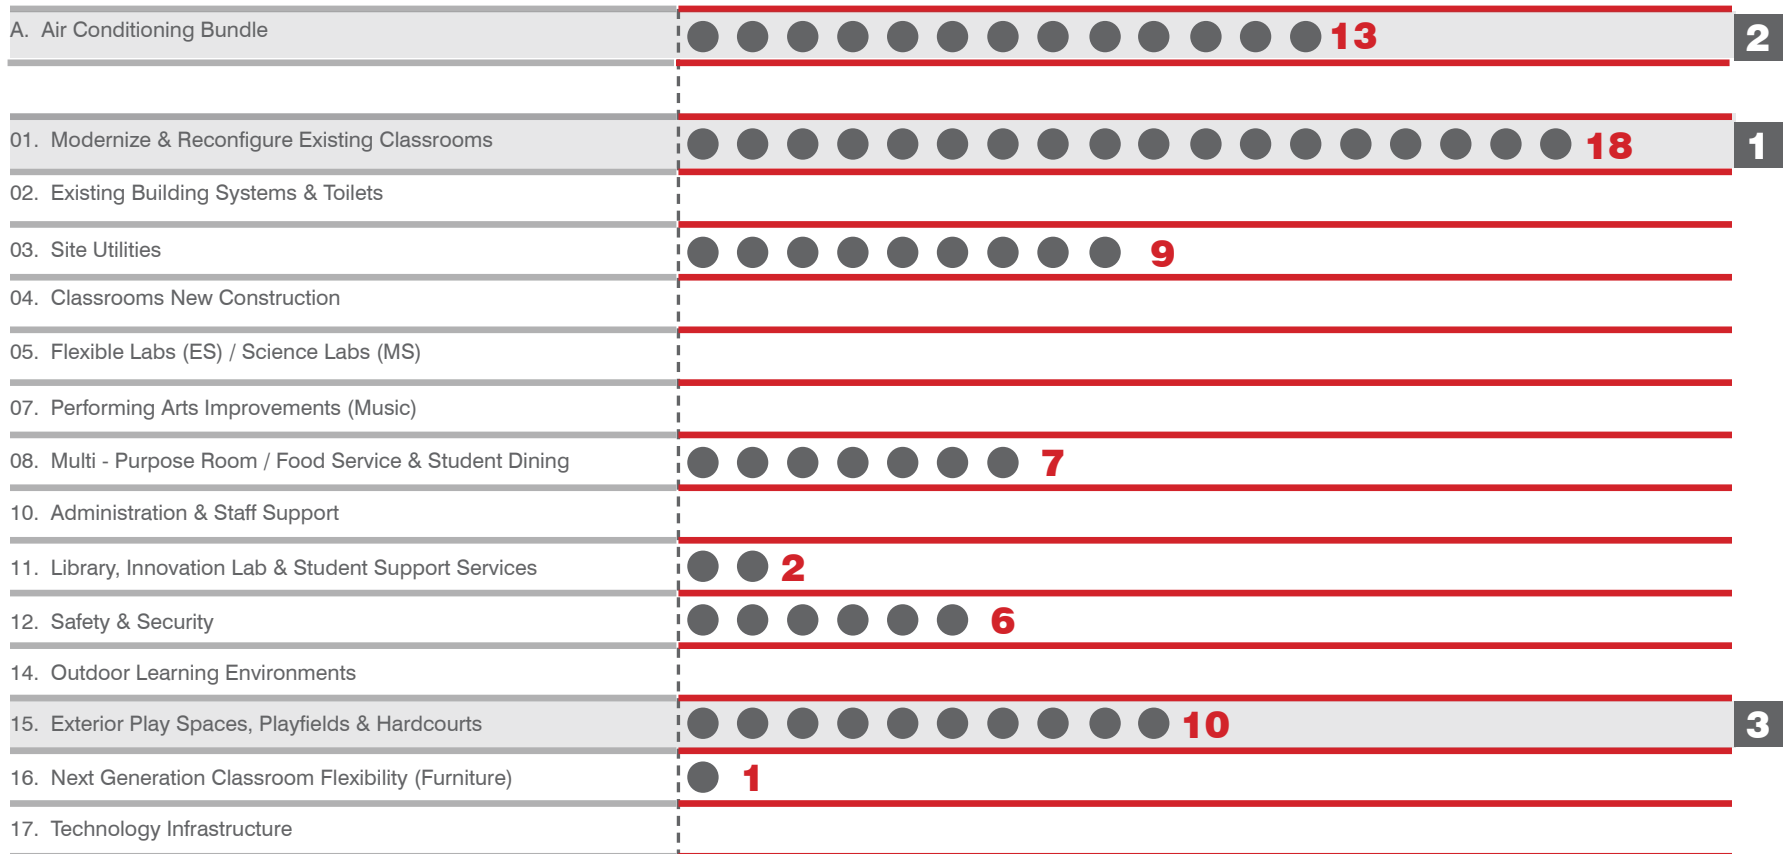 A. Air Conditioning Bundle 13 2
01. Modernize & Reconfigure Existing Classrooms 18 1
02. Existing Building Systems & Toilets
03. Site Utilities 9
04. Classrooms New Construction
05. Flexible Labs (ES) / Science Labs (MS)
07. Performing Arts Improvements (Music)
08. Multi - Purpose Room / Food Service & Student Dining 7
10. Administration & Staff Support
11. Library, Innovation Lab & Student Support Services 2
12. Safety & Security 6
14. Outdoor Learning Environments
15. Exterior Play Spaces, Playfields & Hardcourts 10 3
16. Next Generation Classroom Flexibility (Furniture) 1
17. Technology Infrastructure